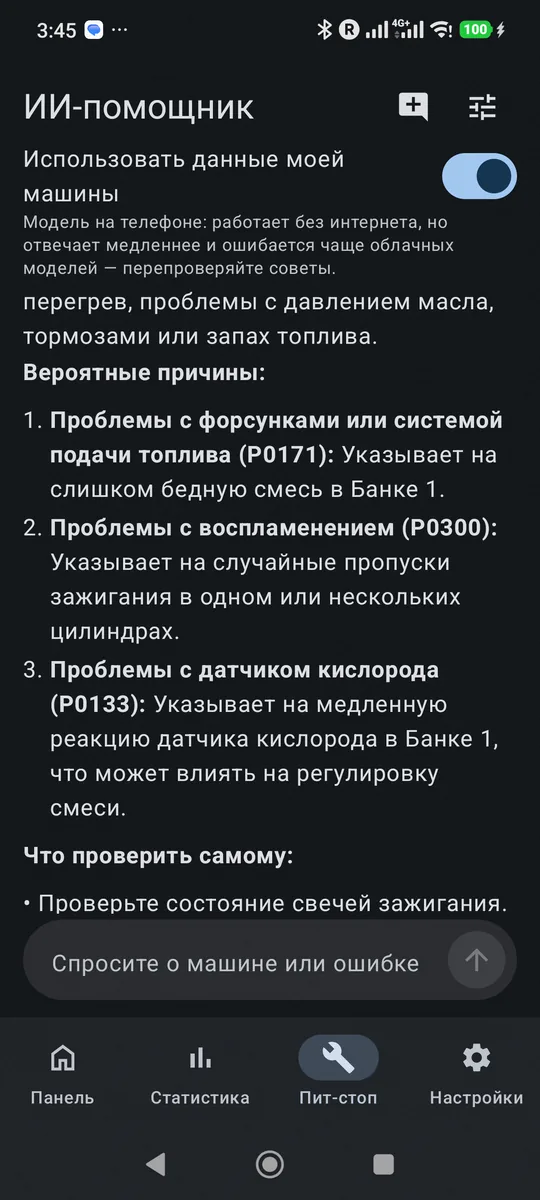 3:45
R
4G+
100
ИИ-помощник
Использовать данные моей
машины
Модель на телефоне: работает без интернета, но
отвечает медленнее и ошибается чаще облачных
моделей — перепроверяйте советы.
перегрев, проблемы с давлением масла,
тормозами или запах топлива.
Вероятные причины:
1. Проблемы с форсунками или системой
подачи топлива (P0171): Указывает на
слишком бедную смесь в Банке 1.
2. Проблемы с воспламенением (P0300):
Указывает на случайные пропуски
зажигания в одном или нескольких
цилиндрах.
3. Проблемы с датчиком кислорода
(P0133): Указывает на медленную
реакцию датчика кислорода в Банке 1,
что может влиять на регулировку
смеси.
Что проверить самому:
• Проверьте состояние свечей зажигания.
Спросите о машине или ошибке
Панель
Статистика
Пит-стоп
Настройки